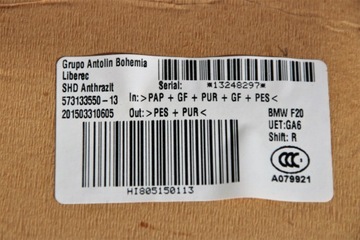 Grupo Antolin Bohemia
Liberec
SHD Anthrazit
Serial: *13248297*
573133550-13
In:>PAP + GF + PUR + GF + PES<
201503310605
Out:>PES + PUR<
BMW F20
UET:GA6
Shift: R
CCC
A079921
HI805150113